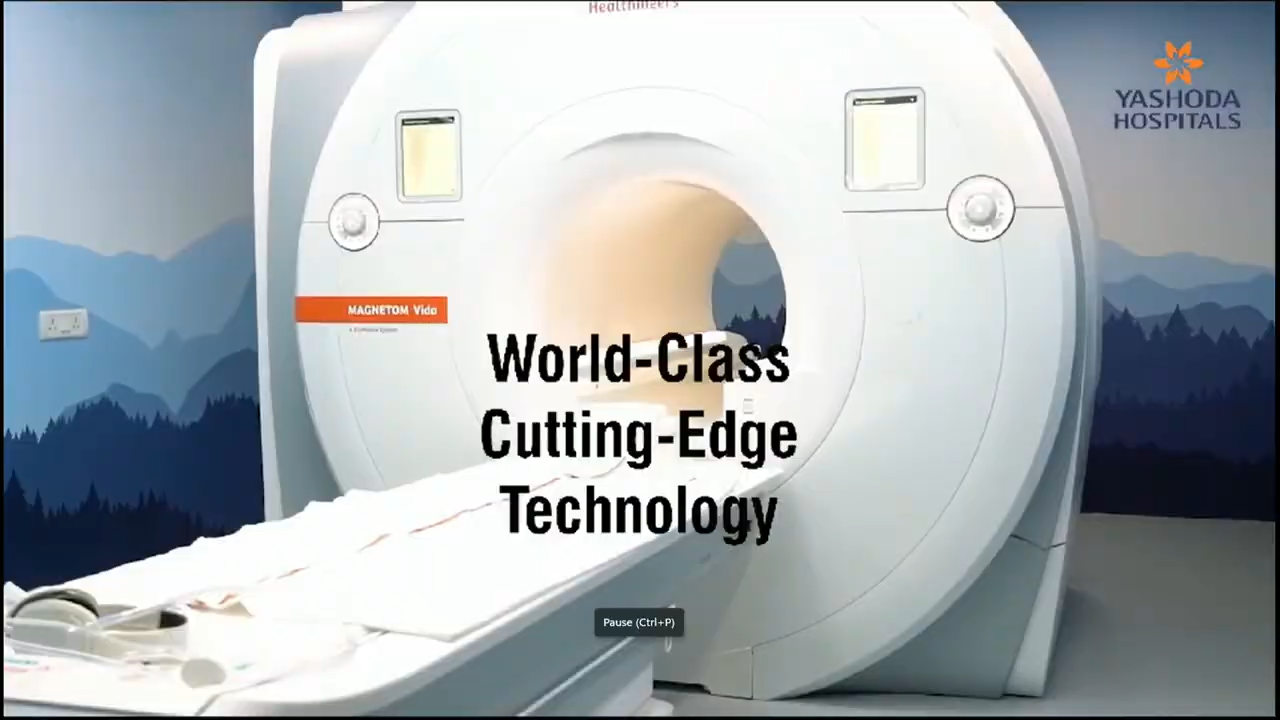 Healthineers
YASHODA
HOSPITALS
MAGNETOM Vida
World-Class
Cutting-Edge
Technology
Pause (Ctrl+P)